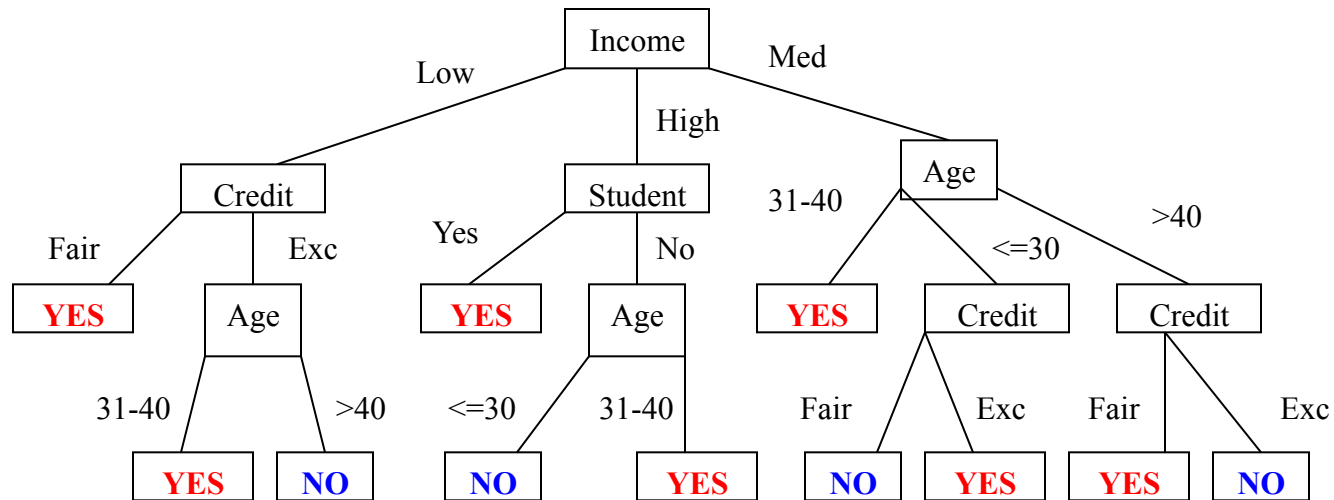 Income
Low
Med
High
Credit
Student
Age
Fair
Exc
Yes
No
31-40
<=30
>40
YES
Age
YES
Age
YES
Credit
Credit
31-40
>40
<=30
31-40
Fair
Exc
Fair
Exc
YES
NO
NO
YES
NO
YES
YES
NO